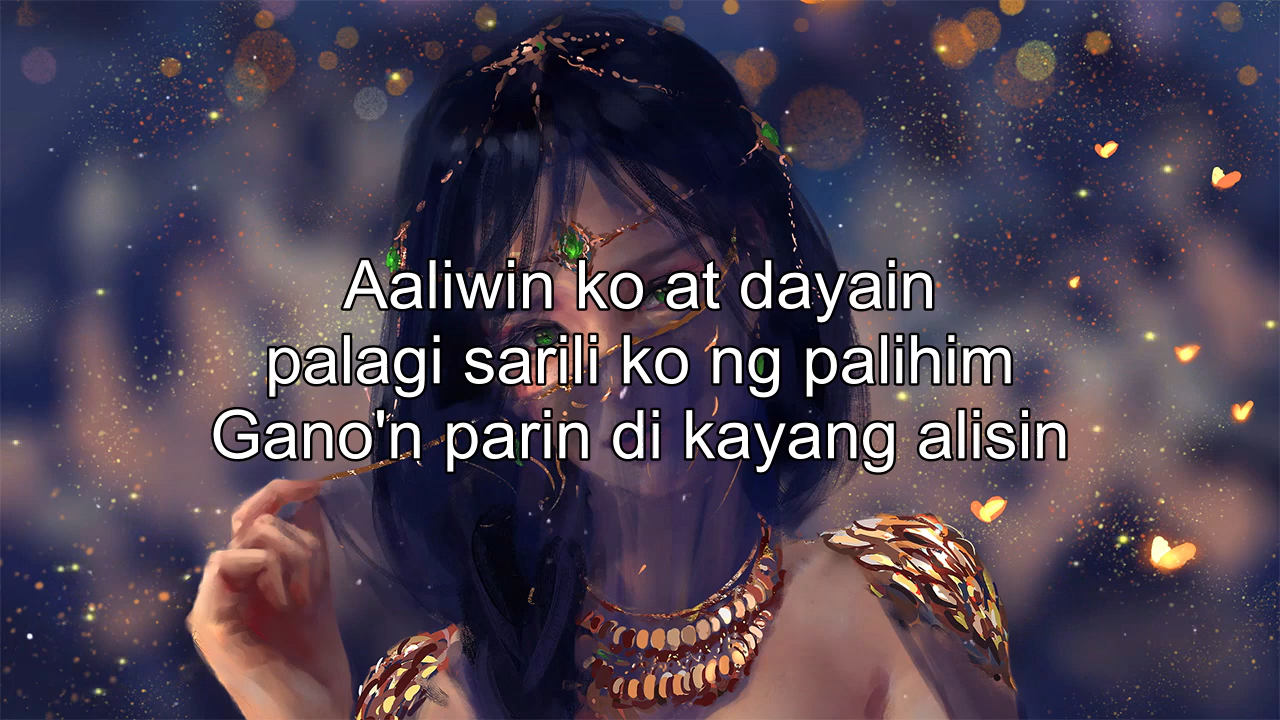 Aaliwin ko at dayain
palagi sarili ko ng palihim
Gano'n parin di kayang alisin